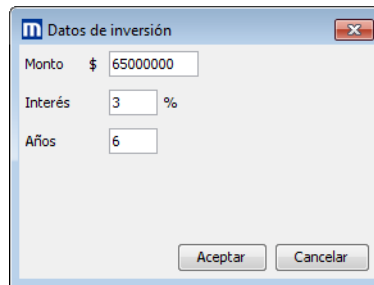 Datos de inversión
Monto $ 65000000
Interés 3 %
Años 6
Aceptar Cancelar